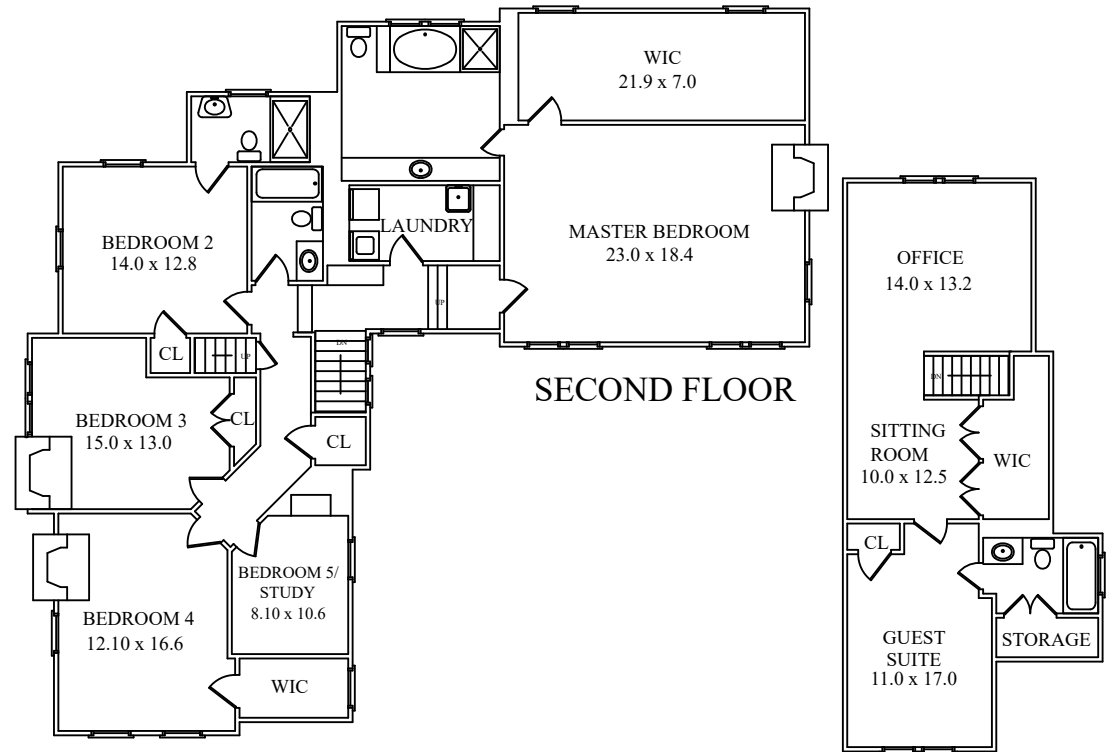 WIC
21.9 x 7.0
MASTER BEDROOM
23.0 x 18.4
LAUNDRY
UP
BEDROOM 2
14.0 x 12.8
CL
UP
DN
BEDROOM 3
15.0 x 13.0
CL
CL
BEDROOM 4
12.10 x 16.6
BEDROOM 5/
STUDY
8.10 x 10.6
WIC
SECOND FLOOR
OFFICE
14.0 x 13.2
DN
SITTING
ROOM
10.0 x 12.5
WIC
CL
GUEST
SUITE
11.0 x 17.0
STORAGE